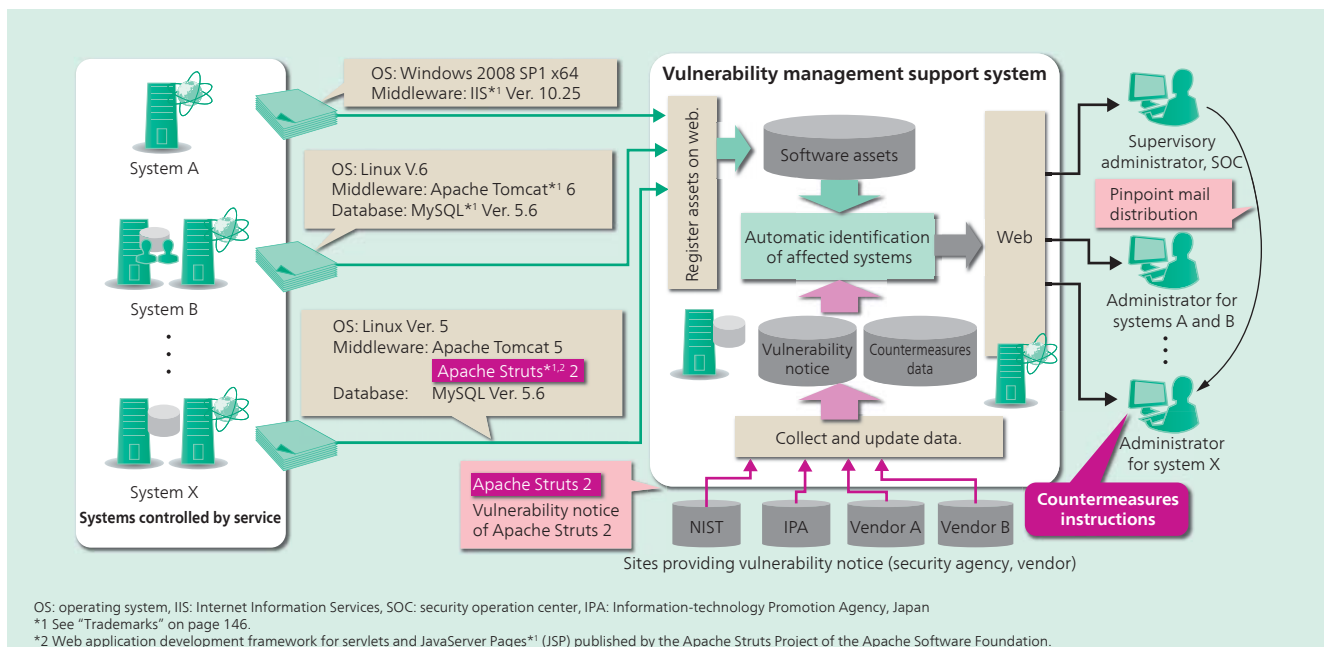 OS: Windows 2008 SP1 x64
Middleware: IIS*1 Ver. 10.25
System A
OS: Linux V.6
Middleware: Apache Tomcat*1 6
Database: MySQL*1 Ver. 5.6
System B
OS: Linux Ver. 5
Middleware: Apache Tomcat 5
Apache Struts*1,2 2
Database: MySQL Ver. 5.6
System X
Systems controlled by service
Vulnerability management support system
Register assets on web.
Software assets
Automatic identification
of affected systems
Web
Vulnerability
notice
Countermeasures
data
Collect and update data.
Apache Struts 2
Vulnerability notice
of Apache Struts 2
NIST
IPA
Vendor A
Vendor B
Sites providing vulnerability notice (security agency, vendor)
Supervisory
administrator, SOC
Pinpoint mail
distribution
Administrator for
systems A and B
Administrator
for system X
Countermeasures
instructions
OS: operating system, IIS: Internet Information Services, SOC: security operation center, IPA: Information-technology Promotion Agency, Japan
*1 See “Trademarks” on page 146.
*2 Web application development framework for servlets and JavaServer Pages*1 (JSP) published by the Apache Struts Project of the Apache Software Foundation.